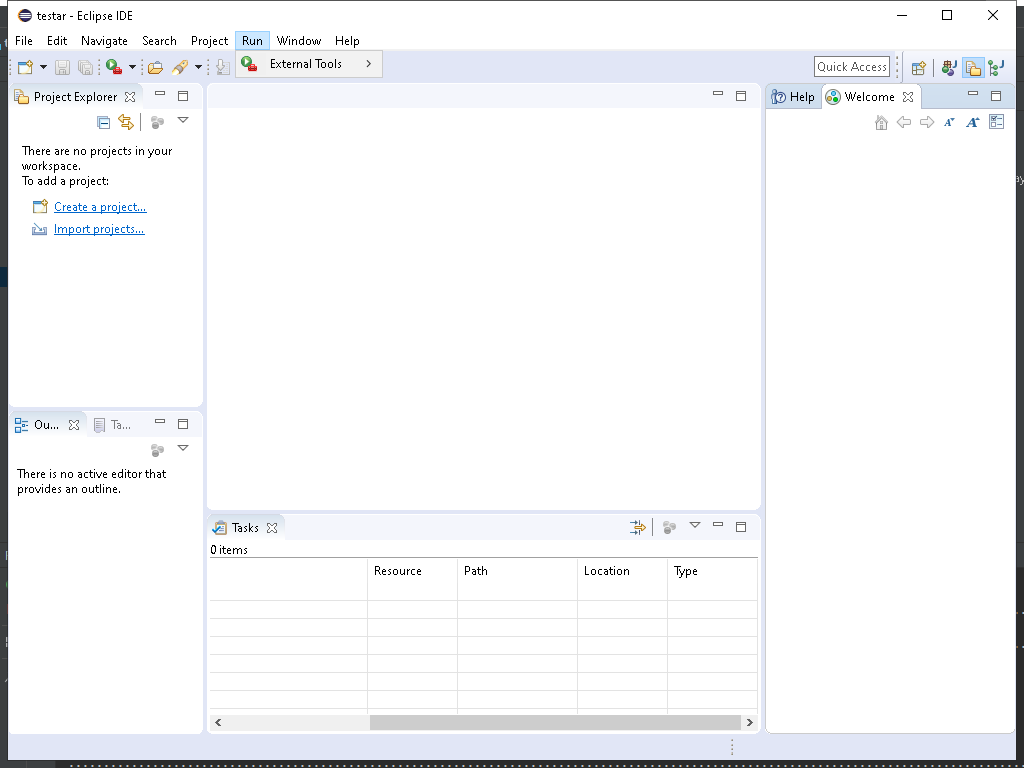 testar - Eclipse IDE
File Edit Navigate Search Project Run Window Help
External Tools
Quick Access
Project Explorer
There are no projects in your
workspace.
To add a project:
Create a project...
Import projects...
Help Welcome
Ou... Ta...
There is no active editor that
provides an outline.
Tasks
0 items
Resource Path Location Type